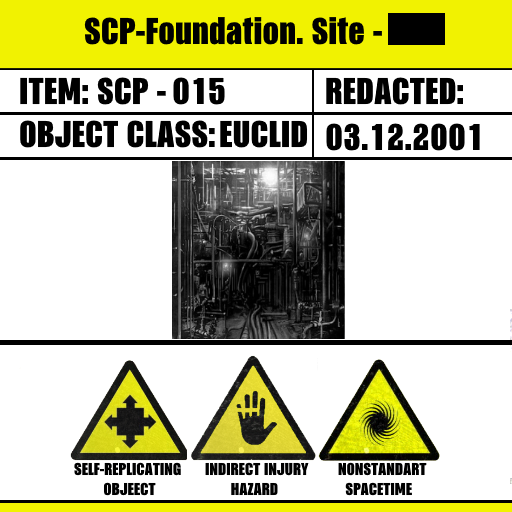 SCP-Foundation. Site -
ITEM: SCP - 015
REDACTED:
OBJECT CLASS: EUCLID
03.12.2001
SELF-REPLICATING
OBJEECT
INDIRECT INJURY
HAZARD
NONSTANDART
SPACETIME